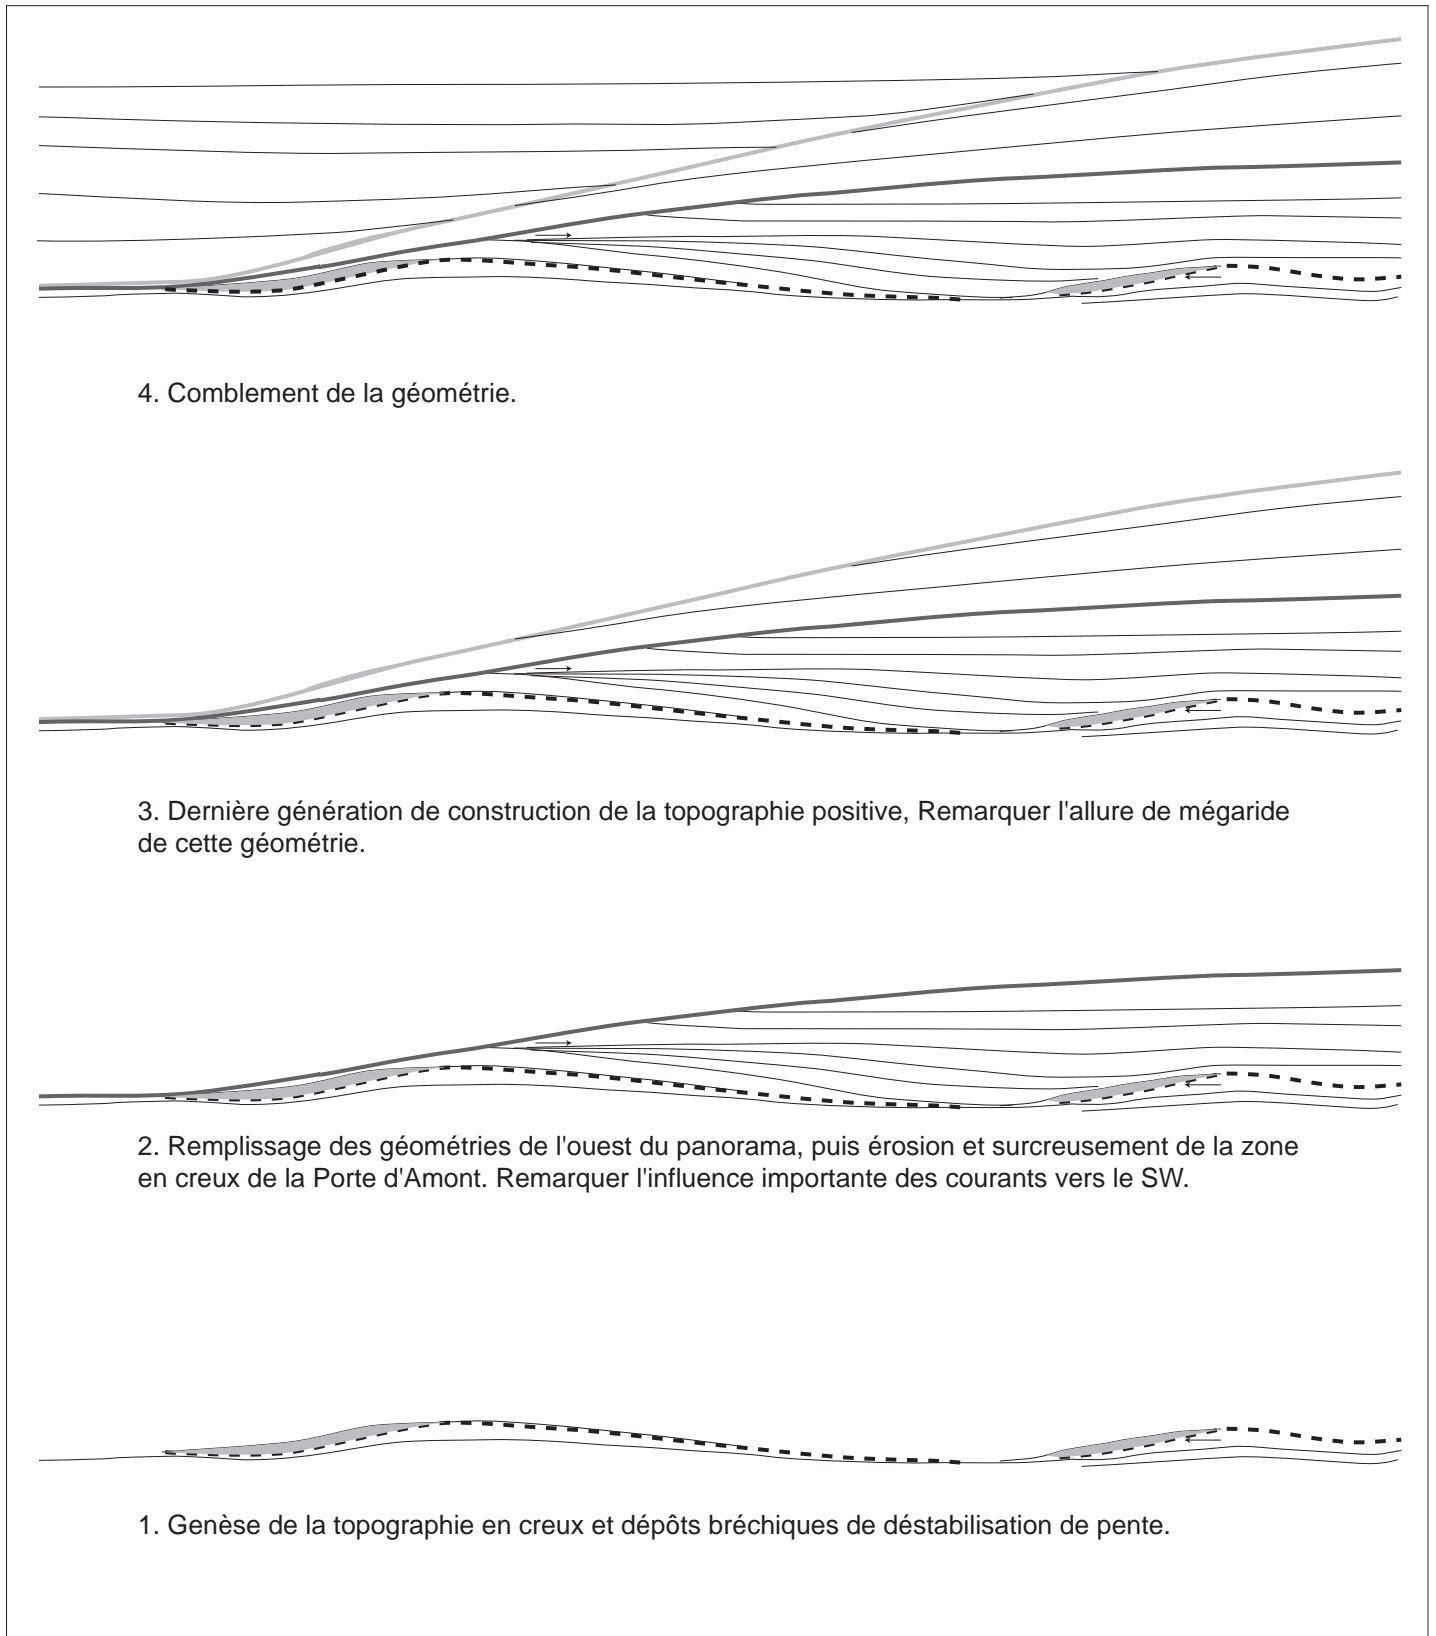 4. Comblement de la géométrie.
3. Dernière génération de construction de la topographie positive, Remarquer l'allure de mégaride
de cette géométrie.
2. Remplissage des géométries de l'ouest du panorama, puis érosion et surcreusement de la zone
en creux de la Porte d'Amont. Remarquer l'influence importante des courants vers le SW.
1. Genèse de la topographie en creux et dépôts bréchiques de déstabilisation de pente.